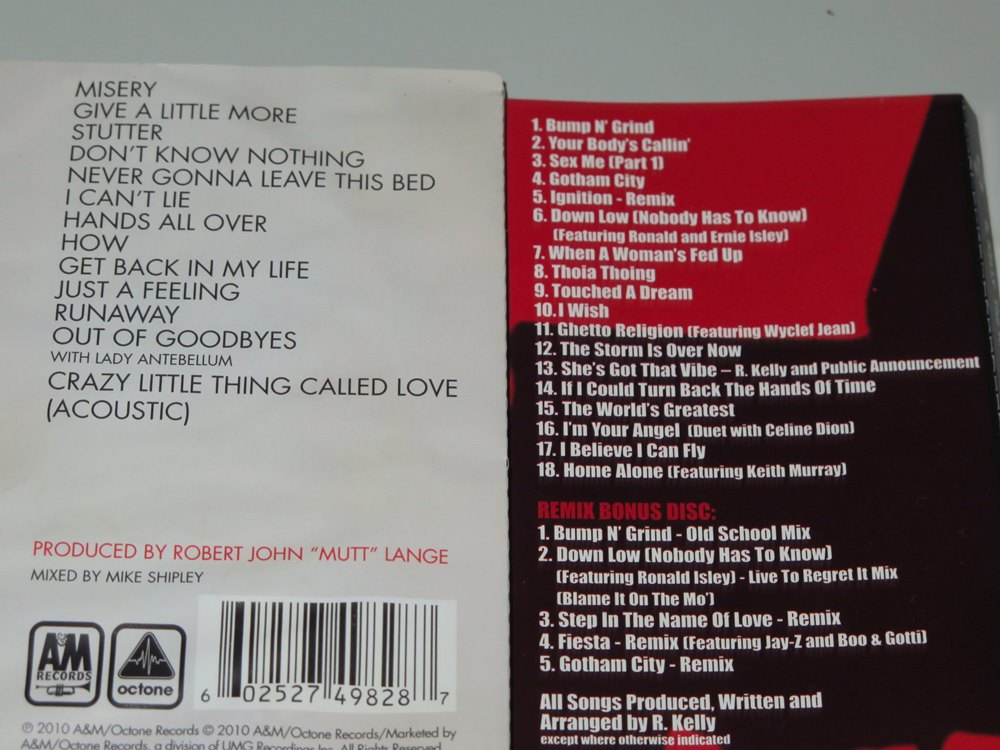 MISERY
GIVE A LITTLE MORE
STUTTER
DON'T KNOW NOTHING
NEVER GONNA LEAVE THIS BED
I CAN'T LIE
HANDS ALL OVER
HOW
GET BACK IN MY LIFE
JUST A FEELING
RUNAWAY
OUT OF GOODBYES
WITH LADY ANTEBELLUM
CRAZY LITTLE THING CALLED LOVE
(ACOUSTIC)
PRODUCED BY ROBERT JOHN "MUTT" LANGE
MIXED BY MIKE SHIPLEY
A&M
RECORDS
octone
6 02527 49828 7
℗ 2010 A&M/Octone Records © 2010 A&M/Octone Records/Marketed by
A&M/Octone Records, a division of UMG Recordings Inc. All Rights Reserved
1. Bump N' Grind
2. Your Body's Callin'
3. Sex Me (Part 1)
4. Gotham City
5. Ignition - Remix
6. Down Low (Nobody Has To Know)
(Featuring Ronald and Ernie Isley)
7. When A Woman's Fed Up
8. Thoia Thoing
9. Touched A Dream
10. I Wish
11. Ghetto Religion (Featuring Wyclef Jean)
12. The Storm Is Over Now
13. She's Got That Vibe – R. Kelly and Public Announcement
14. If I Could Turn Back The Hands Of Time
15. The World's Greatest
16. I'm Your Angel (Duet with Celine Dion)
17. I Believe I Can Fly
18. Home Alone (Featuring Keith Murray)
REMIX BONUS DISC:
1. Bump N' Grind - Old School Mix
2. Down Low (Nobody Has To Know)
(Featuring Ronald Isley) - Live To Regret It Mix
(Blame It On The Mo')
3. Step In The Name Of Love - Remix
4. Fiesta - Remix (Featuring Jay-Z and Boo & Gotti)
5. Gotham City - Remix
All Songs Produced, Written and
Arranged by R. Kelly
except where otherwise indicated